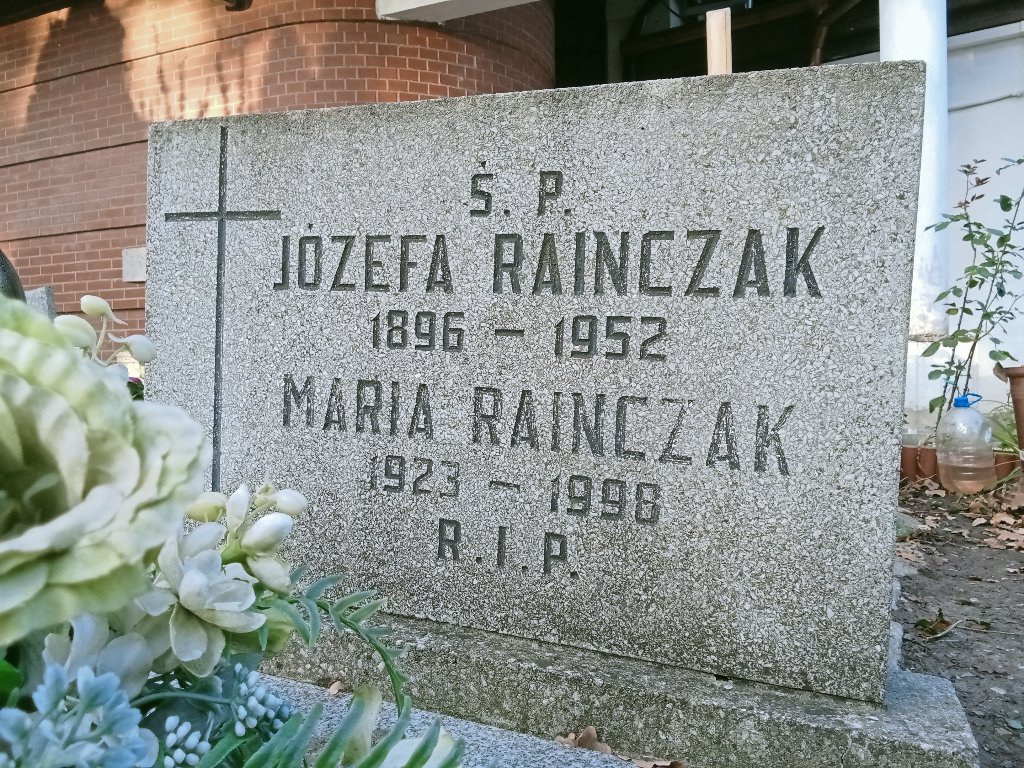 Ś. P.
JÓZEFA RAINCZAK
1896 - 1952
MARIA RAINCZAK
1923 - 1998
R.I.P.